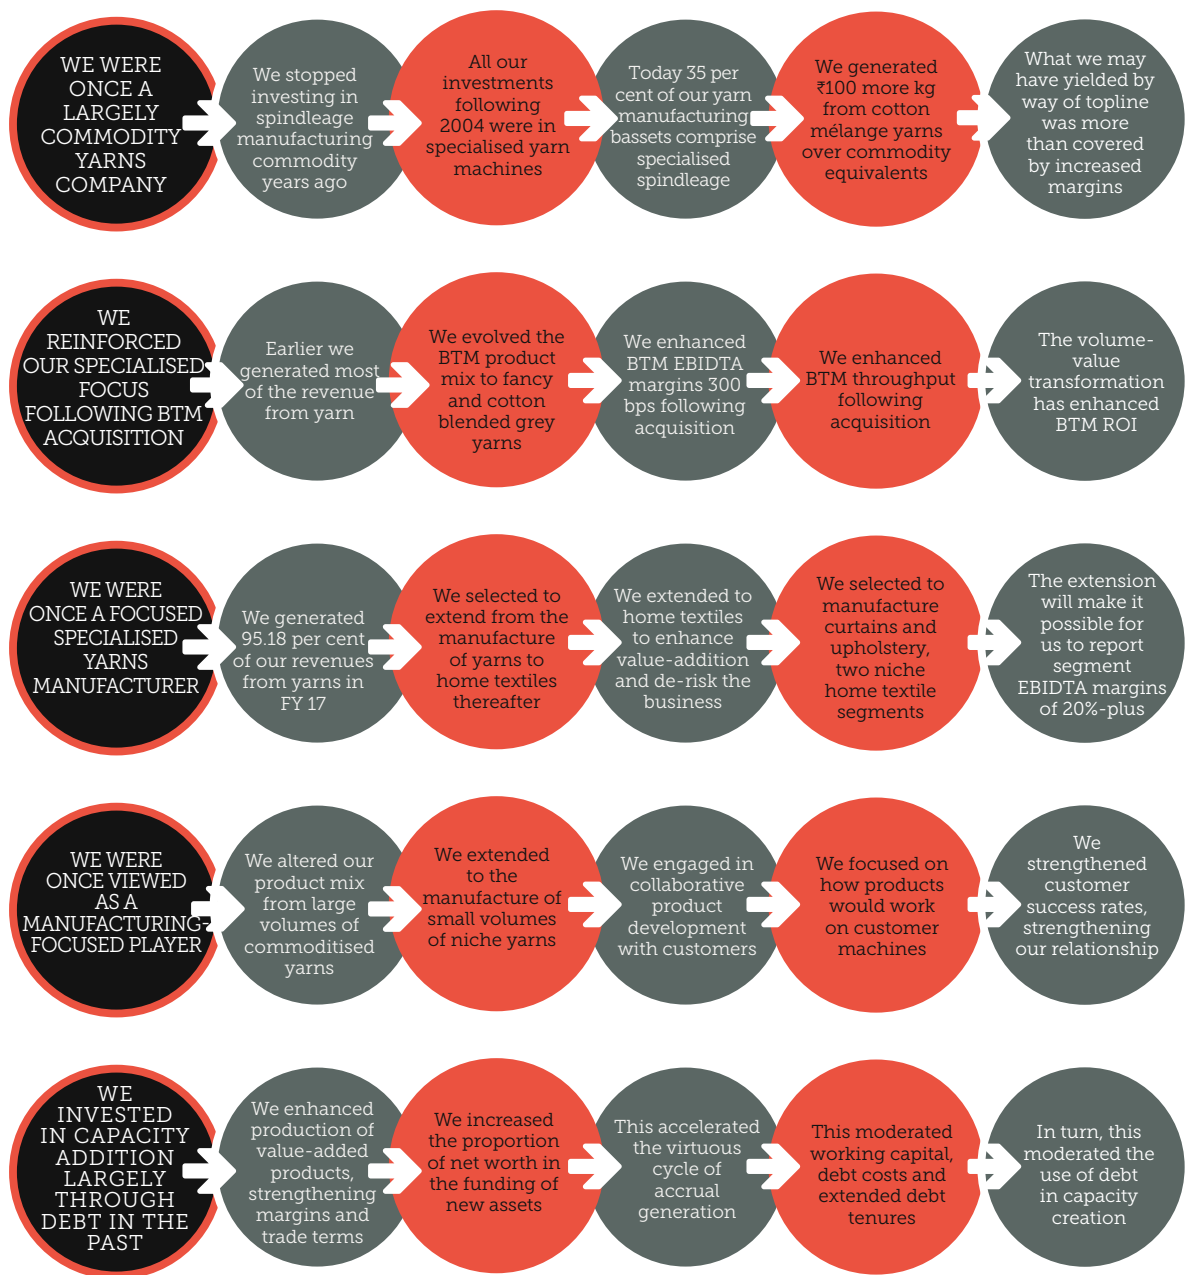 WE WERE
ONCE A
LARGELY
COMMODITY
YARNS
COMPANY
We stopped
investing in
spindleage
manufacturing
commodity
years ago
All our
investments
following
2004 were in
specialised yarn
machines
Today 35 per
cent of our yarn
manufacturing
bassets comprise
specialised
spindleage
We generated
₹100 more kg
from cotton
mélange yarns
over commodity
equivalents
What we may
have yielded by
way of topline
was more
than covered
by increased
margins
WE
REINFORCED
OUR SPECIALISED
FOCUS
FOLLOWING BTM
ACQUISITION
Earlier we
generated most
of the revenue
from yarn
We evolved the
BTM product
mix to fancy
and cotton
blended grey
yarns
We enhanced
BTM EBIDTA
margins 300
bps following
acquisition
We enhanced
BTM throughput
following
acquisition
The volume-
value
transformation
has enhanced
BTM ROI
WE WERE
ONCE A FOCUSED
SPECIALISED
YARNS
MANUFACTURER
We generated
95.18 per cent
of our revenues
from yarns in
FY 17
We selected to
extend from the
manufacture
of yarns to
home textiles
thereafter
We extended to
home textiles
to enhance
value-addition
and de-risk the
business
We selected to
manufacture
curtains and
upholstery,
two niche
home textile
segments
The extension
will make it
possible for
us to report
segment
EBIDTA margins
of 20%-plus
WE WERE
ONCE VIEWED
AS A
MANUFACTURING-
FOCUSED PLAYER
We altered our
product mix
from large
volumes of
commoditised
yarns
We extended
to the
manufacture of
small volumes
of niche yarns
We engaged in
collaborative
product
development
with customers
We focused on
how products
would work
on customer
machines
We
strengthened
customer
success rates,
strengthening
our relationship
WE
INVESTED
IN CAPACITY
ADDITION
LARGELY
THROUGH
DEBT IN THE
PAST
We enhanced
production of
value-added
products,
strengthening
margins and
trade terms
We increased
the proportion
of net worth in
the funding of
new assets
This accelerated
the virtuous
cycle of
accrual
generation
This moderated
working capital,
debt costs and
extended debt
tenures
In turn, this
moderated the
use of debt
in capacity
creation